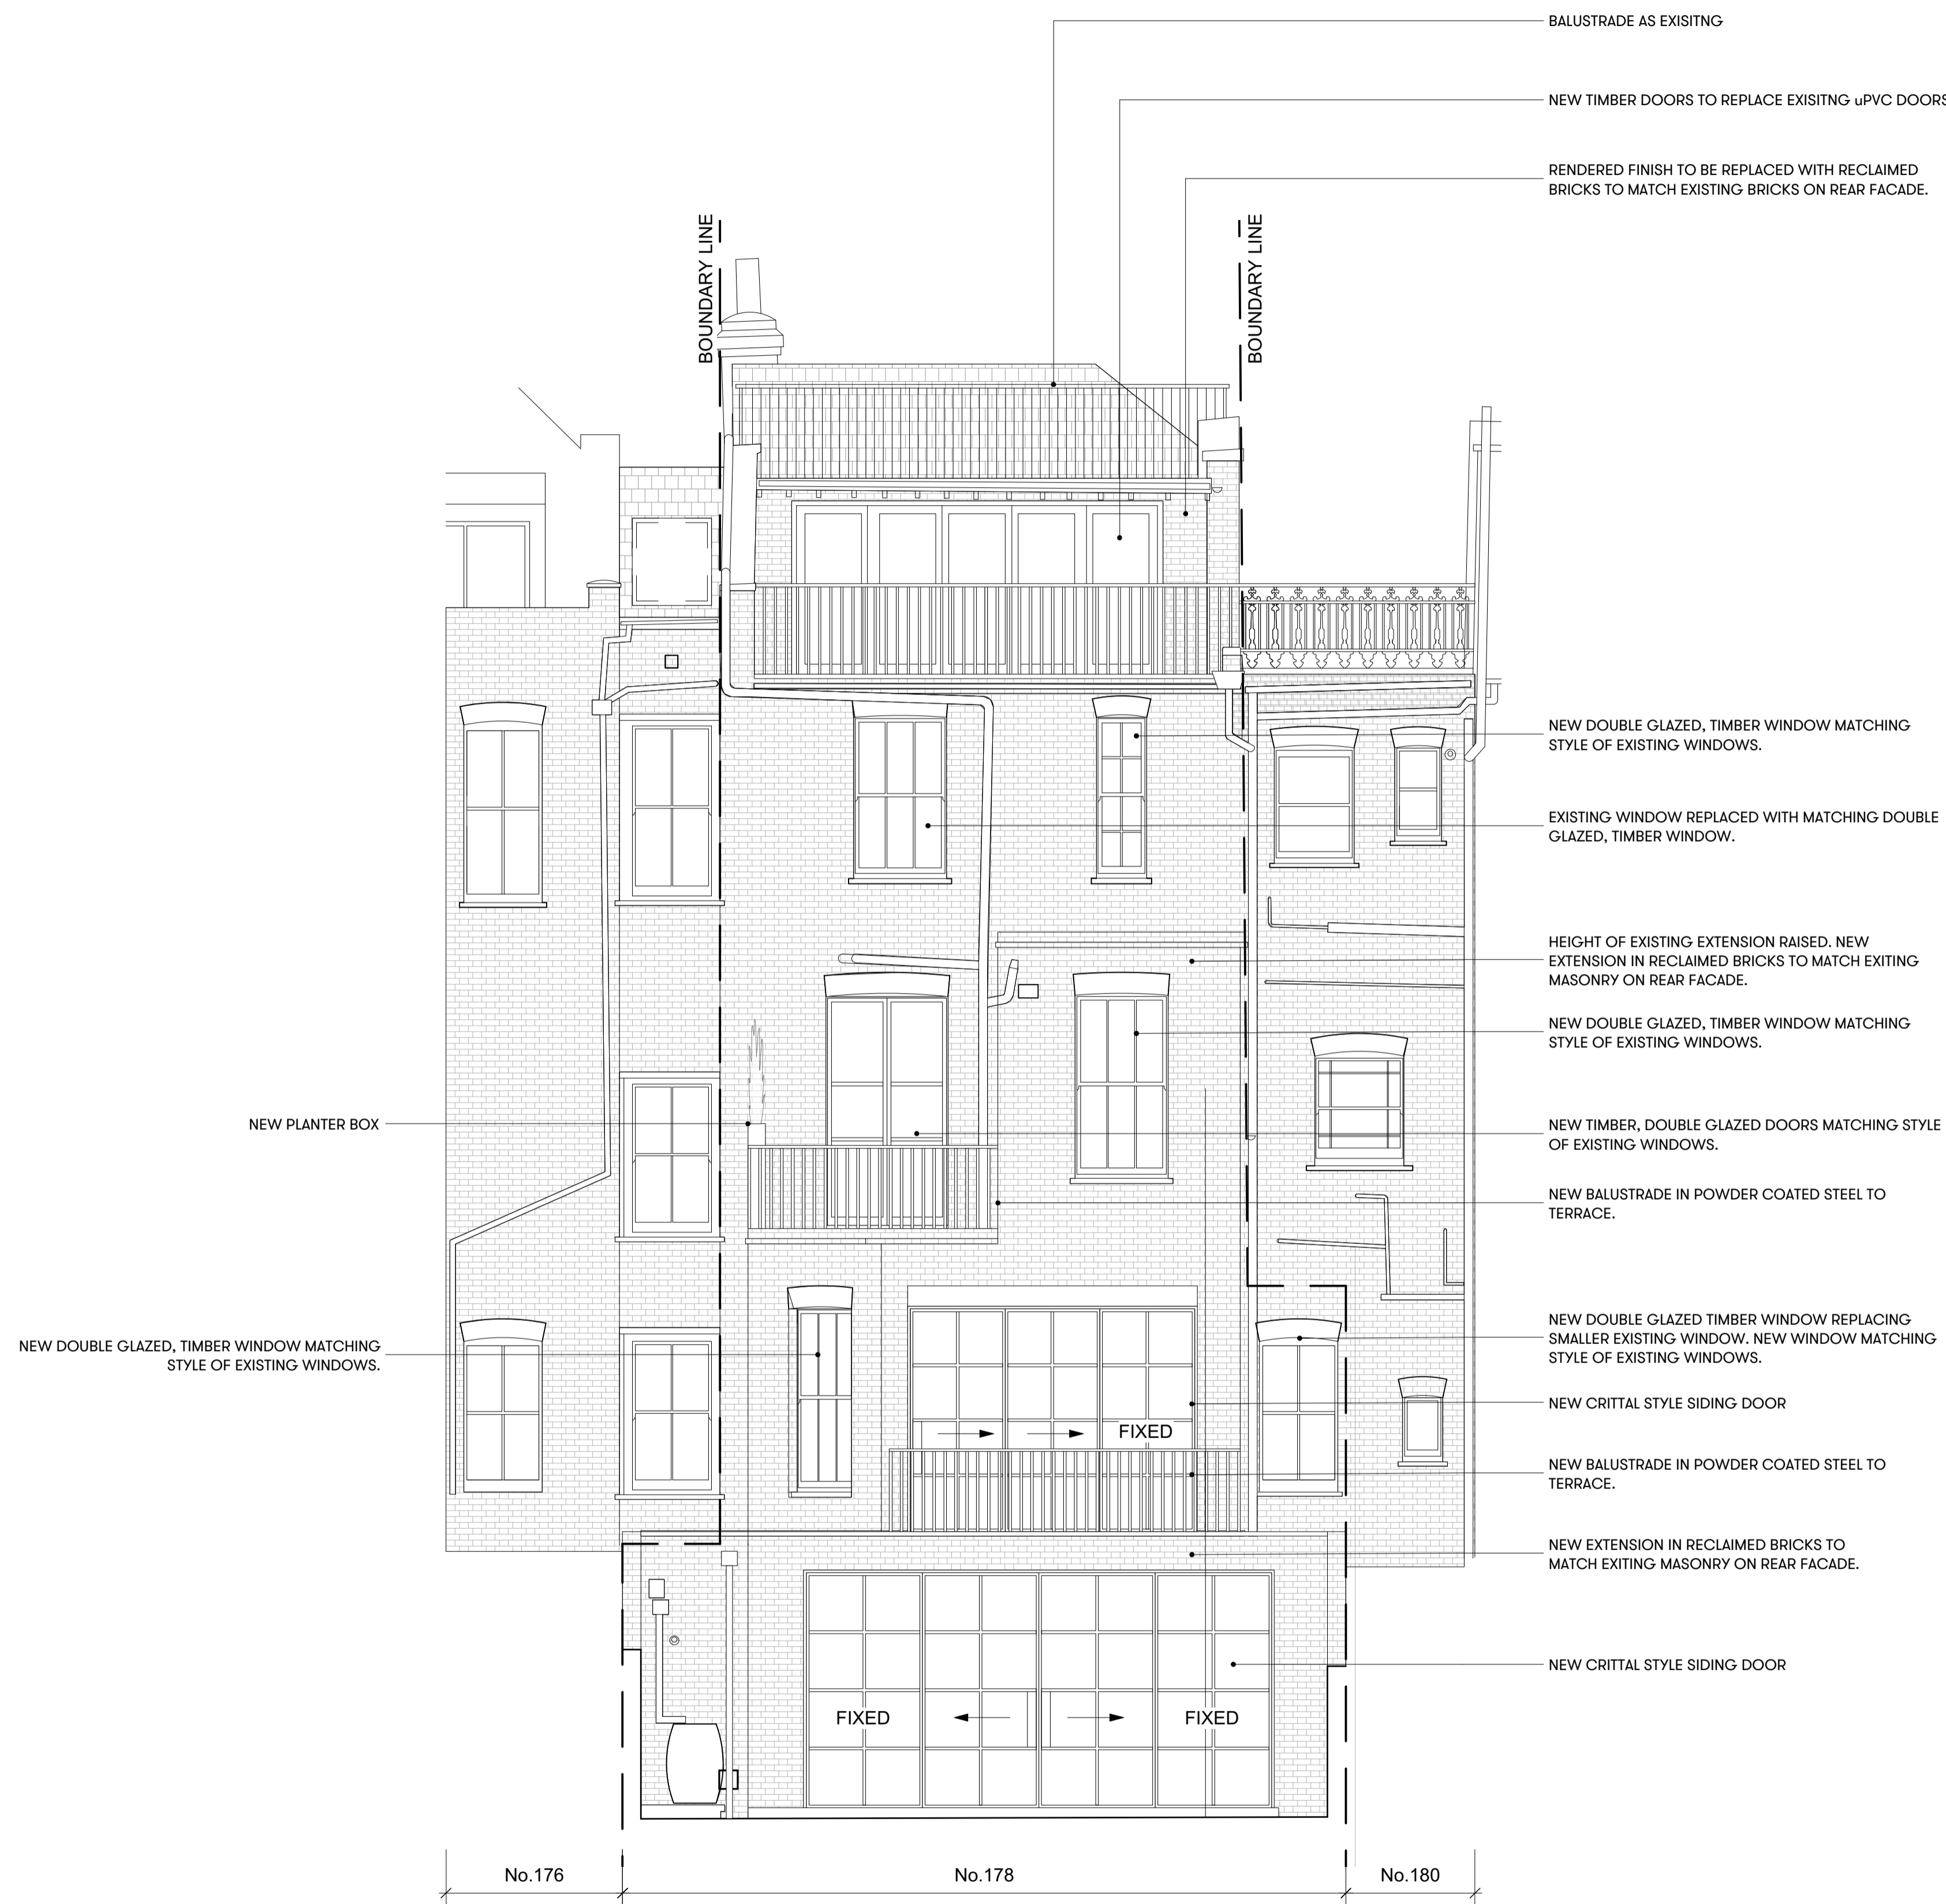 BALUSTRADE AS EXISITNG
NEW TIMBER DOORS TO REPLACE EXISITNG uPVC DOORS
RENDERED FINISH TO BE REPLACED WITH RECLAIMED
BRICKS TO MATCH EXISTING BRICKS ON REAR FACADE.
BOUNDARY LINE
BOUNDARY LINE
NEW DOUBLE GLAZED, TIMBER WINDOW MATCHING
STYLE OF EXISTING WINDOWS.
EXISTING WINDOW REPLACED WITH MATCHING DOUBLE
GLAZED, TIMBER WINDOW.
HEIGHT OF EXISTING EXTENSION RAISED. NEW
EXTENSION IN RECLAIMED BRICKS TO MATCH EXITING
MASONRY ON REAR FACADE.
NEW DOUBLE GLAZED, TIMBER WINDOW MATCHING
STYLE OF EXISTING WINDOWS.
NEW PLANTER BOX
NEW TIMBER, DOUBLE GLAZED DOORS MATCHING STYLE
OF EXISTING WINDOWS.
NEW BALUSTRADE IN POWDER COATED STEEL TO
TERRACE.
NEW DOUBLE GLAZED, TIMBER WINDOW MATCHING
STYLE OF EXISTING WINDOWS.
NEW DOUBLE GLAZED TIMBER WINDOW REPLACING
SMALLER EXISTING WINDOW. NEW WINDOW MATCHING
STYLE OF EXISTING WINDOWS.
NEW CRITTAL STYLE SIDING DOOR
FIXED
NEW BALUSTRADE IN POWDER COATED STEEL TO
TERRACE.
NEW EXTENSION IN RECLAIMED BRICKS TO
MATCH EXITING MASONRY ON REAR FACADE.
NEW CRITTAL STYLE SIDING DOOR
FIXED
FIXED
No.176
No.178
No.180